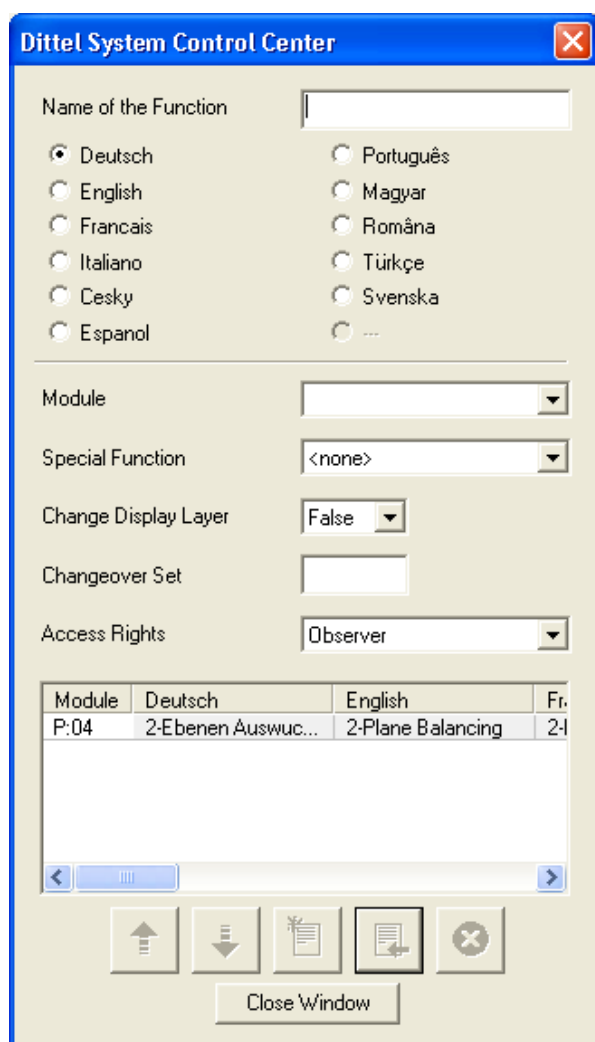 Dittel System Control Center
Name of the Function
Deutsch
Português
English
Magyar
Francais
Româna
Italiano
Türkçe
Cesky
Svenska
Espanol
---
Module
Special Function
<none>
Change Display Layer
False
Changeover Set
Access Rights
Observer
Module Deutsch English Fra
P:04 2-Ebenen Auswuc... 2-Plane Balancing 2-
Close Window